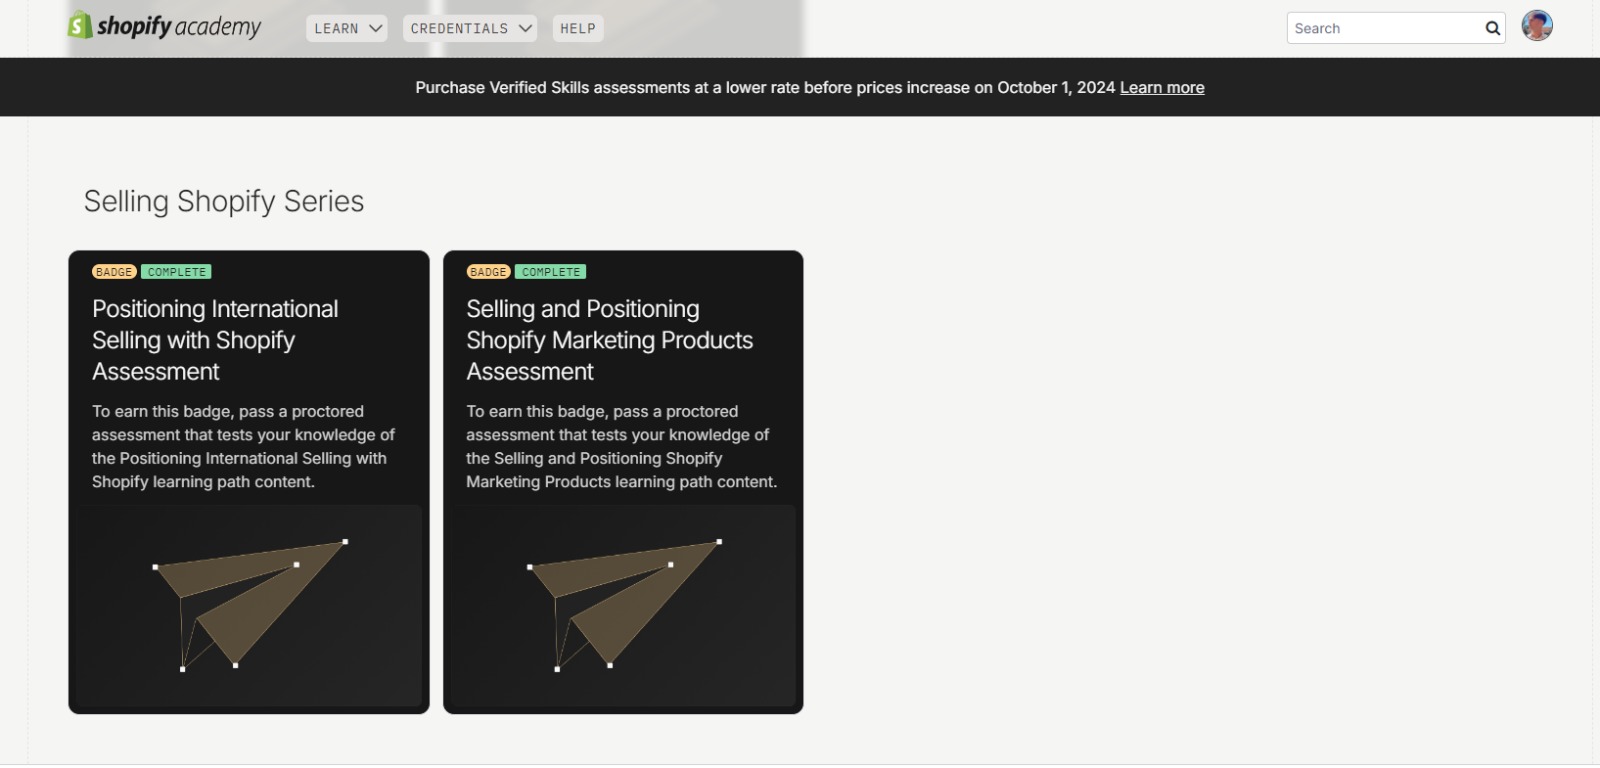 shopify academy
LEARN
CREDENTIALS
HELP
Search
Purchase Verified Skills assessments at a lower rate before prices increase on October 1, 2024 Learn more
Selling Shopify Series
BADGE COMPLETE
Positioning International
Selling with Shopify
Assessment
To earn this badge, pass a proctored
assessment that tests your knowledge of
the Positioning International Selling with
Shopify learning path content.
BADGE COMPLETE
Selling and Positioning
Shopify Marketing Products
Assessment
To earn this badge, pass a proctored
assessment that tests your knowledge of
the Selling and Positioning Shopify
Marketing Products learning path content.